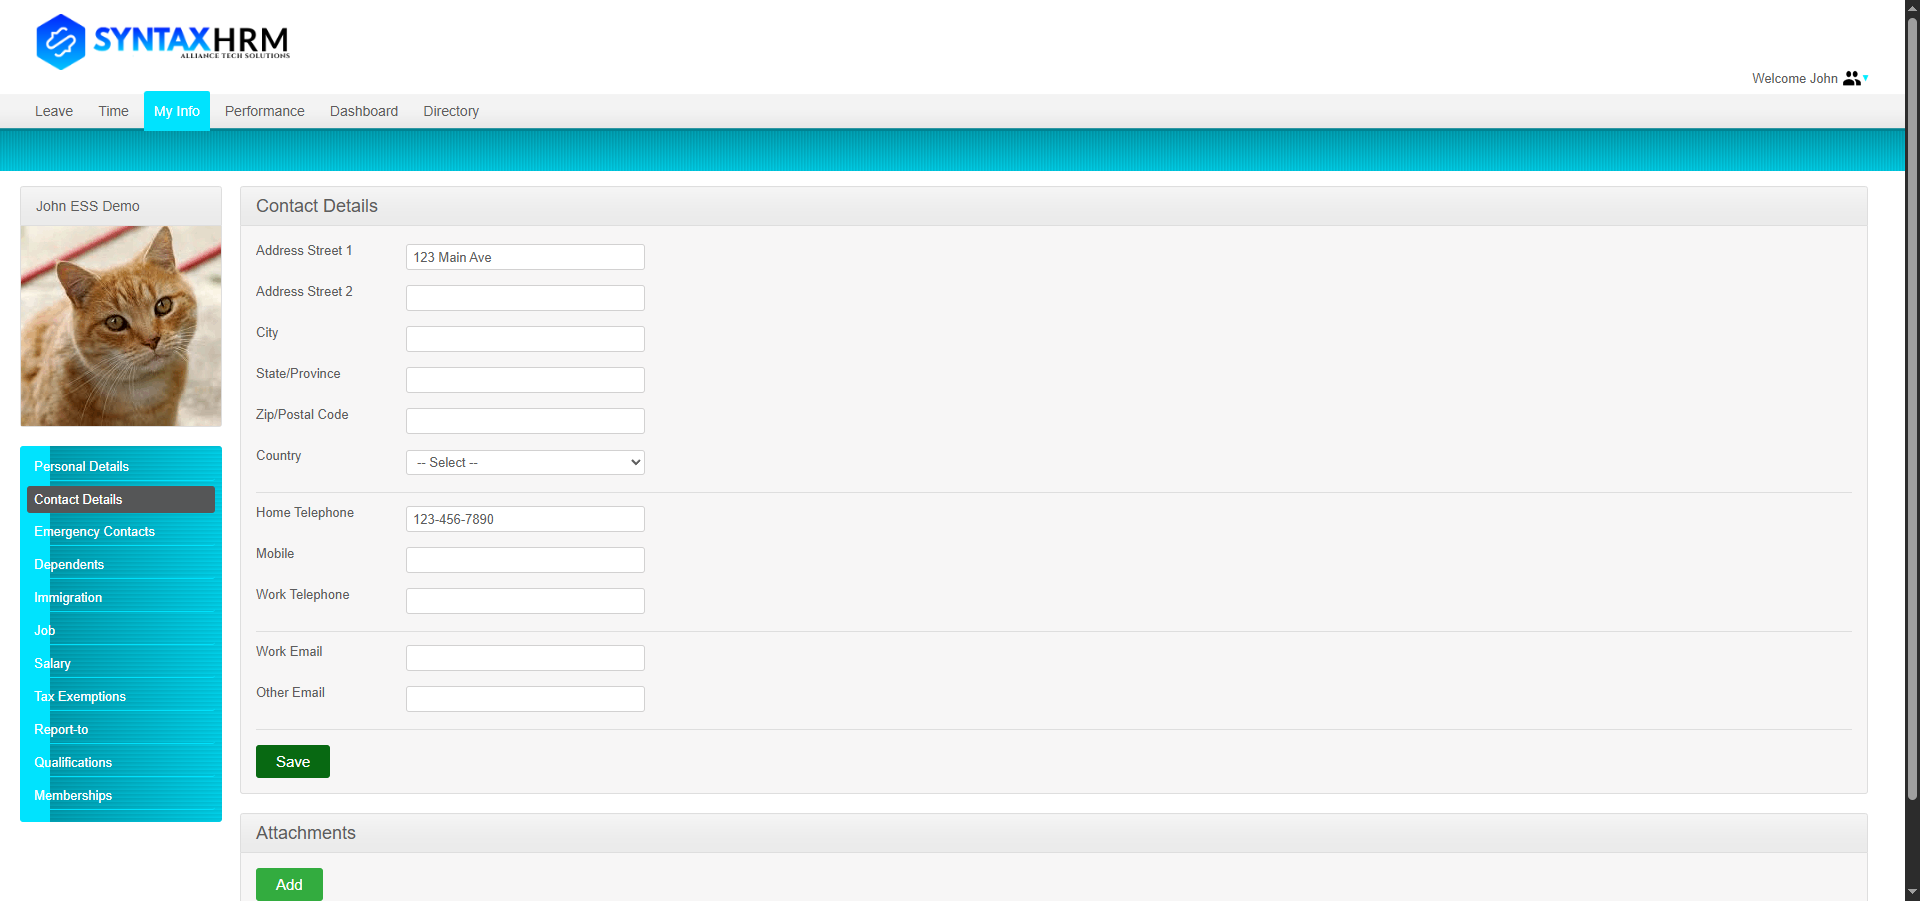 SYNTAXHRM
ALLIANCE TECH SOLUTIONS
Welcome John
Leave Time My Info Performance Dashboard Directory
John ESS Demo
Personal Details
Contact Details
Emergency Contacts
Dependents
Immigration
Job
Salary
Tax Exemptions
Report-to
Qualifications
Memberships
Contact Details
Address Street 1 123 Main Ave
Address Street 2
City
State/Province
Zip/Postal Code
Country -- Select --
Home Telephone 123-456-7890
Mobile
Work Telephone
Work Email
Other Email
Save
Attachments
Add